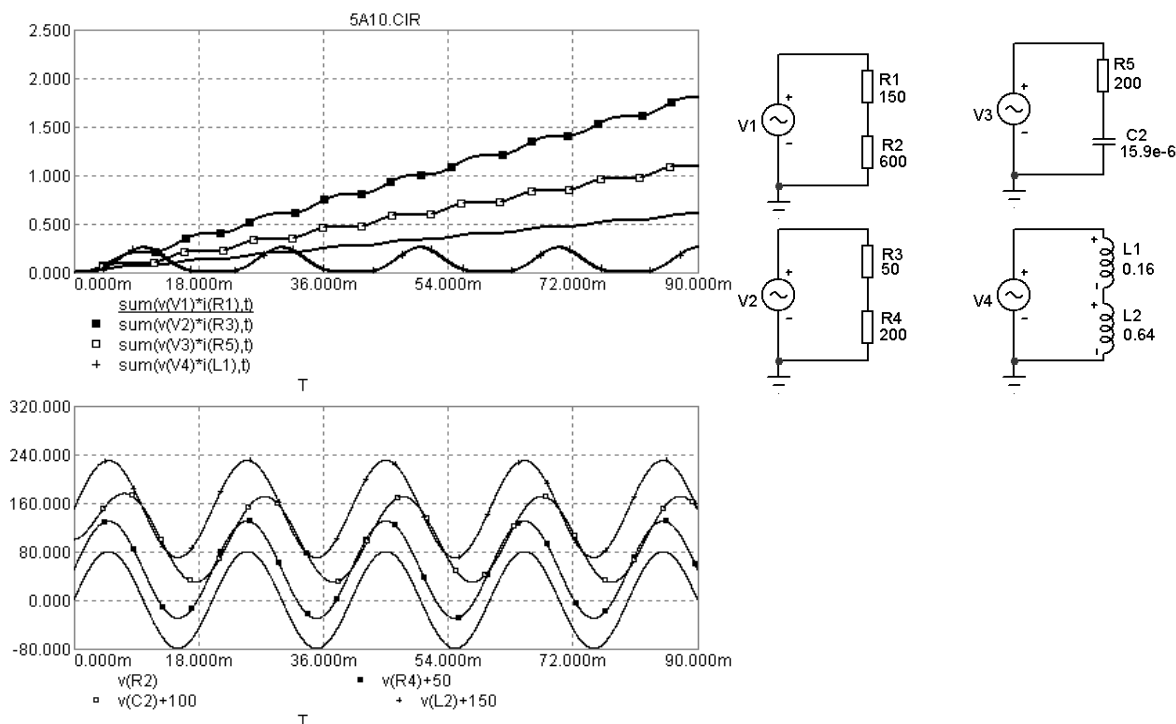 5A10.CIR
2.500
2.000
1.500
1.000
0.500
0.000
0.000m 18.000m 36.000m 54.000m 72.000m 90.000m
sum(v(V1)*i(R1),t)
sum(v(V2)*i(R3),t)
sum(v(V3)*i(R5),t)
sum(v(V4)*i(L1),t)
T
320.000
240.000
160.000
80.000
0.000
-80.000
0.000m 18.000m 36.000m 54.000m 72.000m 90.000m
v(R2) v(R4)+50
v(C2)+100 v(L2)+150
T
+
V1
-
R1
150
R2
600
+
V3
-
R5
200
C2
15.9e-6
+
V2
-
R3
50
R4
200
+
V4
-
+
L1
0.16
-
+
L2
0.64
-